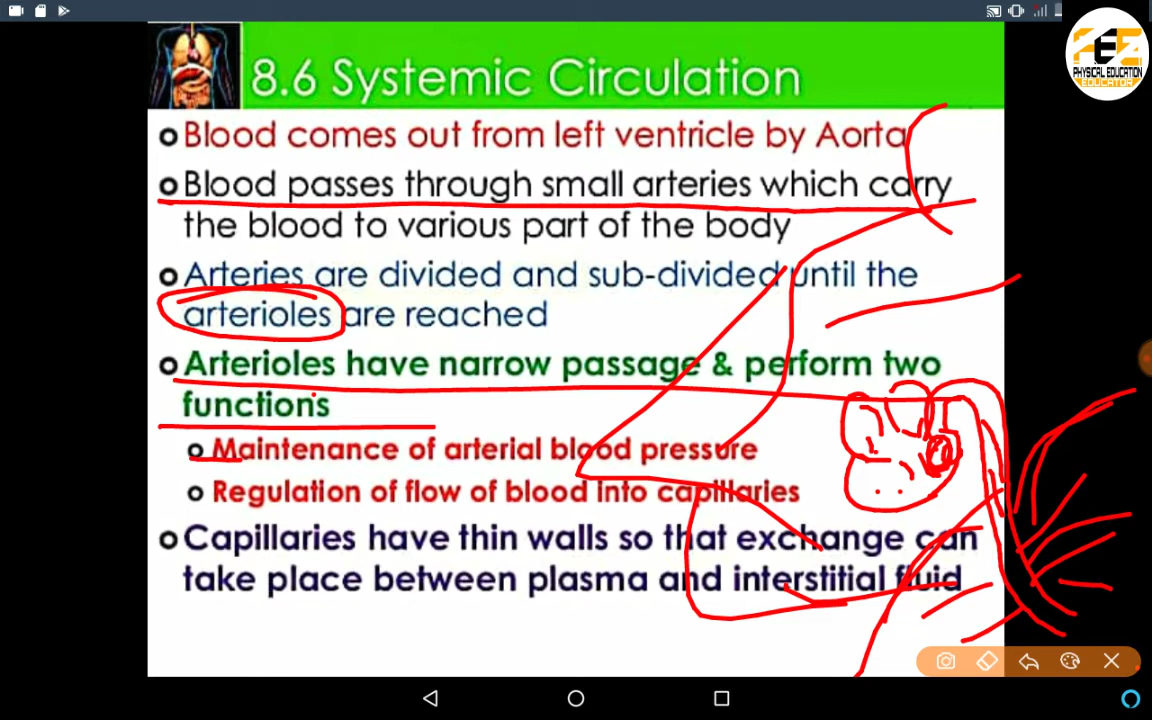 8.6 Systemic Circulation
Blood comes out from left ventricle by Aorta
Blood passes through small arteries which carry
the blood to various part of the body
Arteries are divided and sub-divided until the
arterioles are reached
Arterioles have narrow passage & perform two
functions
Maintenance of arterial blood pressure
Regulation of flow of blood into capillaries
Capillaries have thin walls so that exchange can
take place between plasma and interstitial fluid
PEZ
PHYSICAL EDUCATION
EDUCATOR